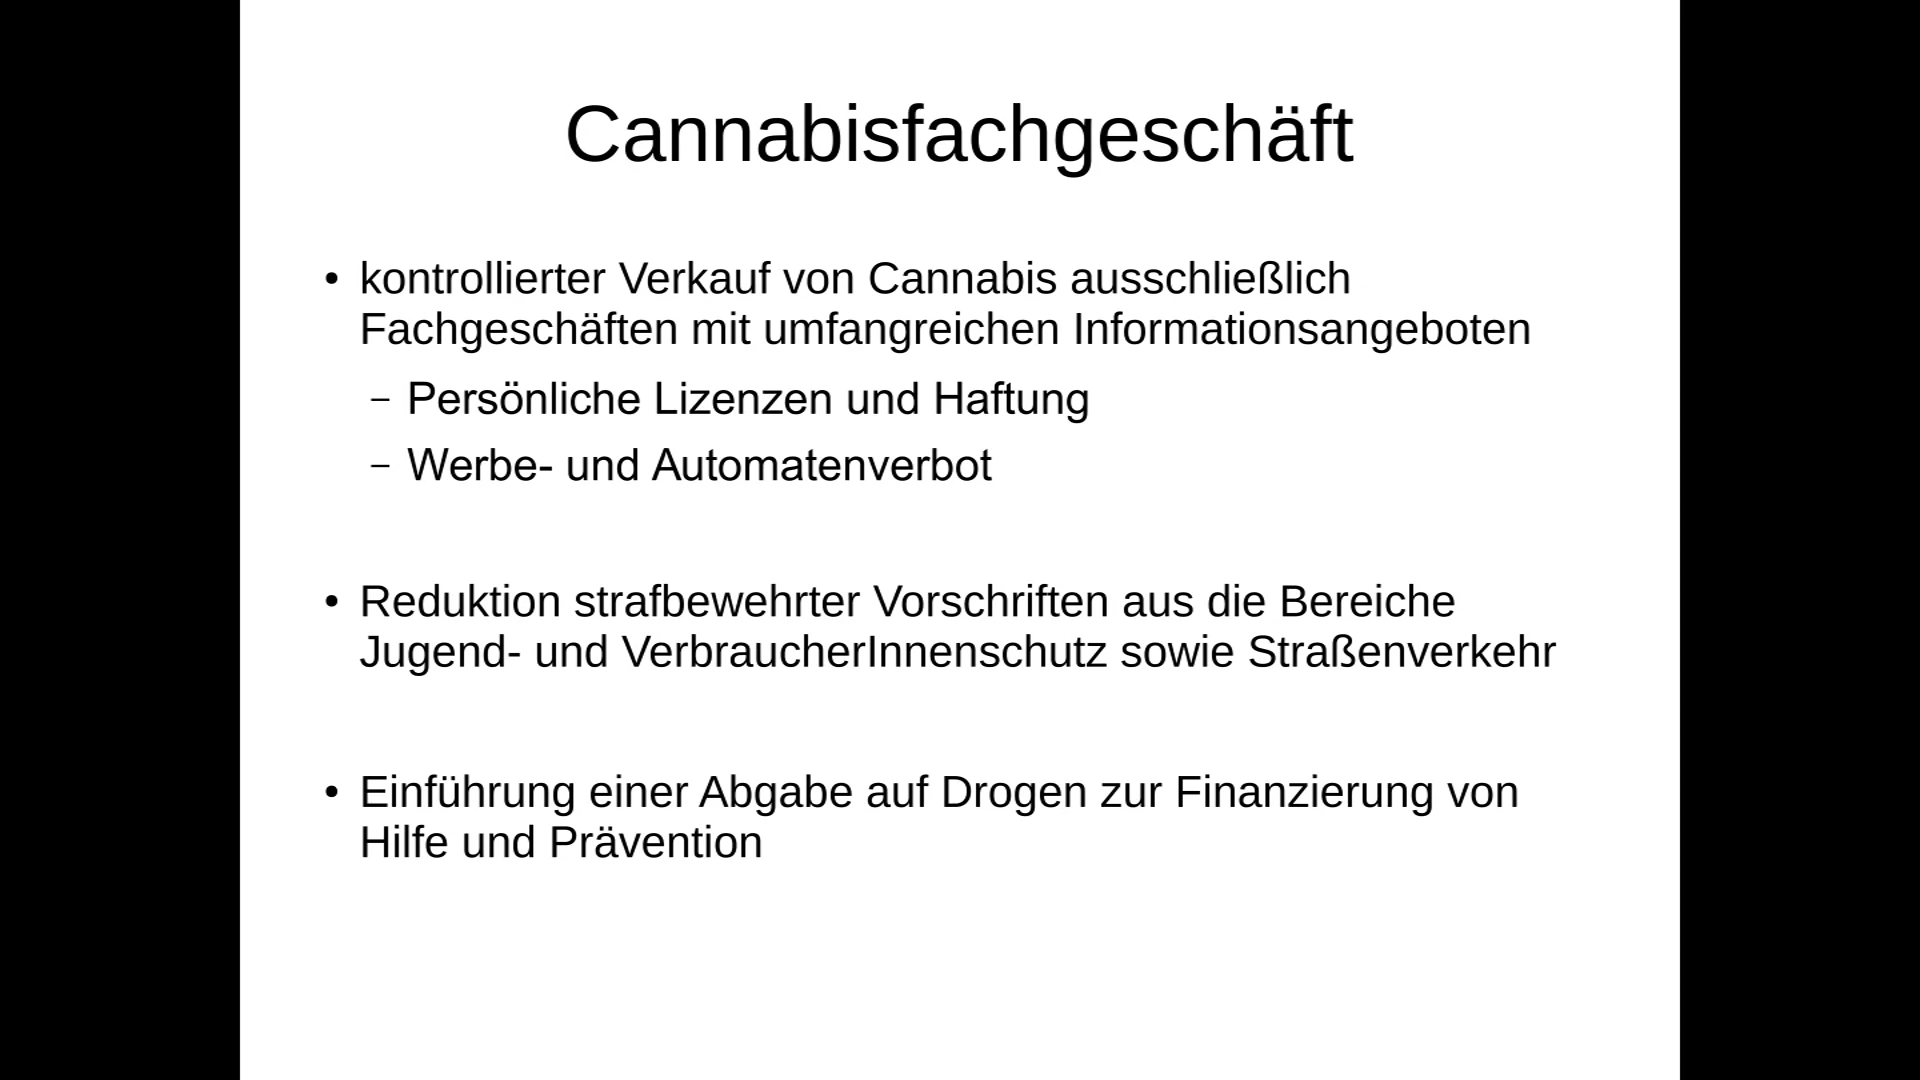 Cannabisfachgeschäft
• kontrollierter Verkauf von Cannabis ausschließlich
Fachgeschäften mit umfangreichen Informationsangeboten
– Persönliche Lizenzen und Haftung
– Werbe- und Automatenverbot
• Reduktion strafbewehrter Vorschriften aus die Bereiche
Jugend- und VerbraucherInnenschutz sowie Straßenverkehr
• Einführung einer Abgabe auf Drogen zur Finanzierung von
Hilfe und Prävention